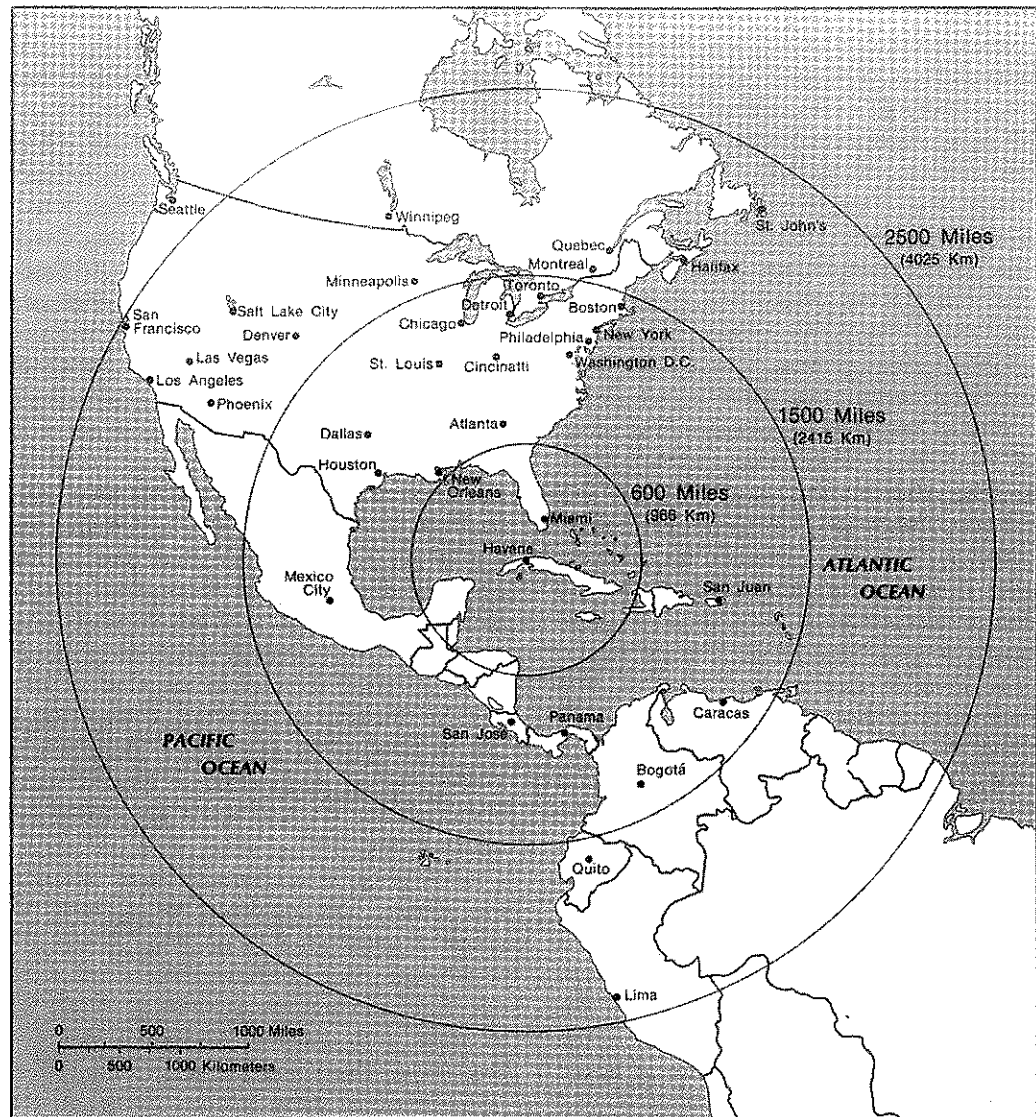 Seattle
Winnipeg
St. John's
Quebec
2500 Miles
(4025 Km)
Montreal
Halifax
Minneapolis
Toronto
Salt Lake City
Detroit
Boston
San
Francisco
Chicago
Denver
Philadelphia
New York
Las Vegas
St. Louis
Cincinatti
Washington D.C.
Los Angeles
Phoenix
1500 Miles
(2415 Km)
Atlanta
Dallas
Houston
New
Orleans
600 Miles
(966 Km)
Miami
Havana
ATLANTIC
OCEAN
Mexico
City
San Juan
Caracas
Panama
San José
PACIFIC
OCEAN
Bogotá
Quito
Lima
0 500 1000 Miles
0 500 1000 Kilometers